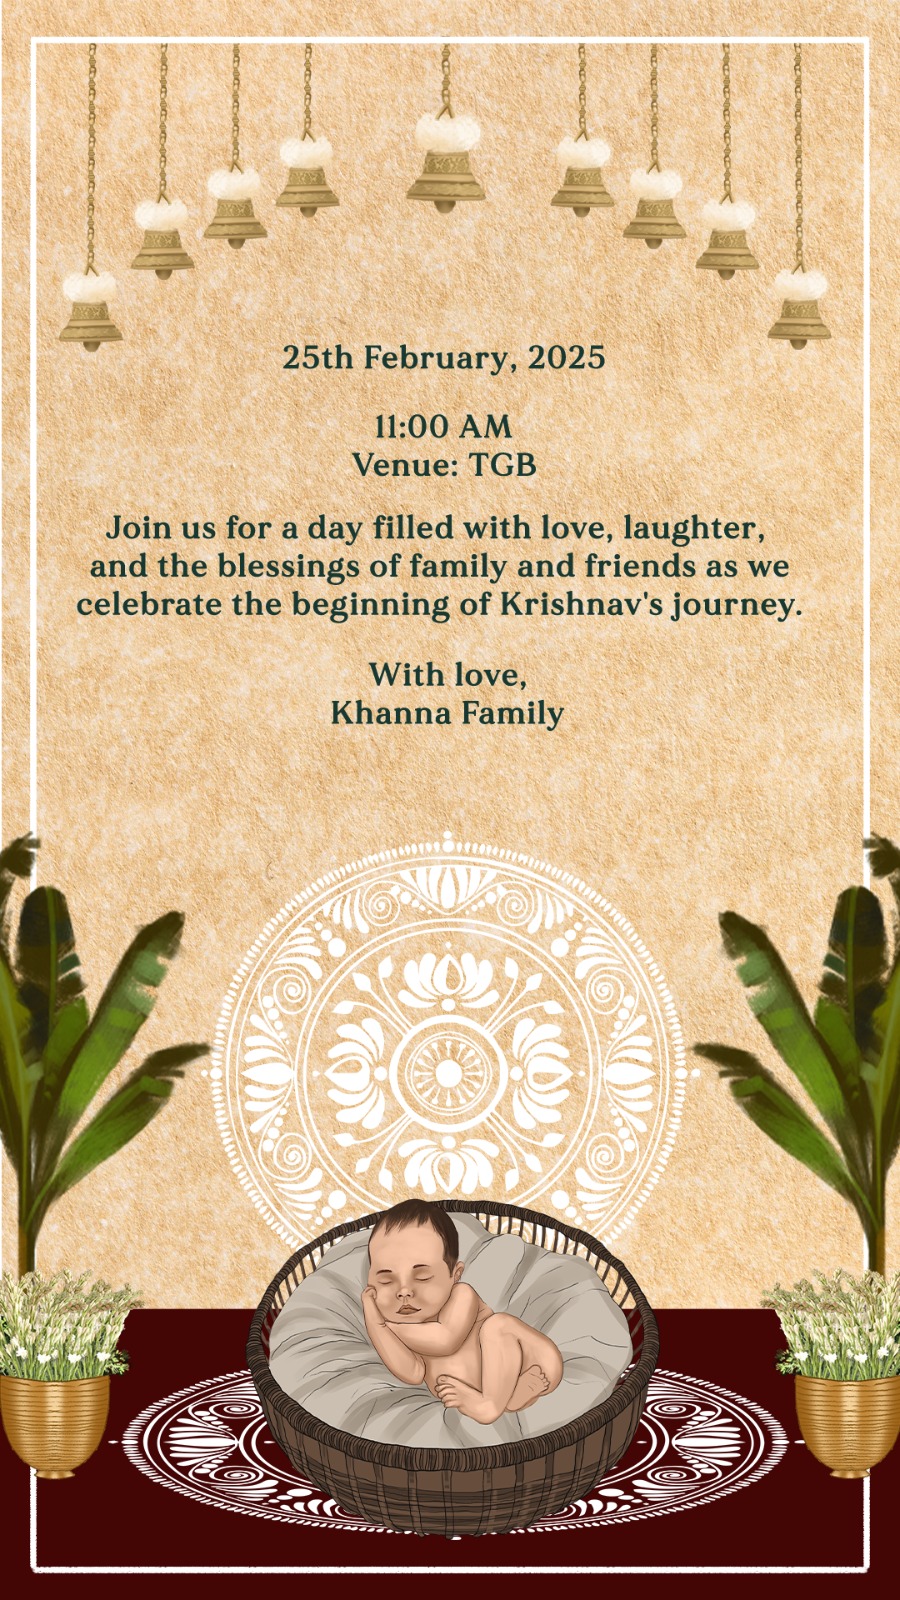 25th February, 2025
11:00 AM
Venue: TGB
Join us for a day filled with love, laughter,
and the blessings of family and friends as we
celebrate the beginning of Krishnav's journey.
With love,
Khanna Family